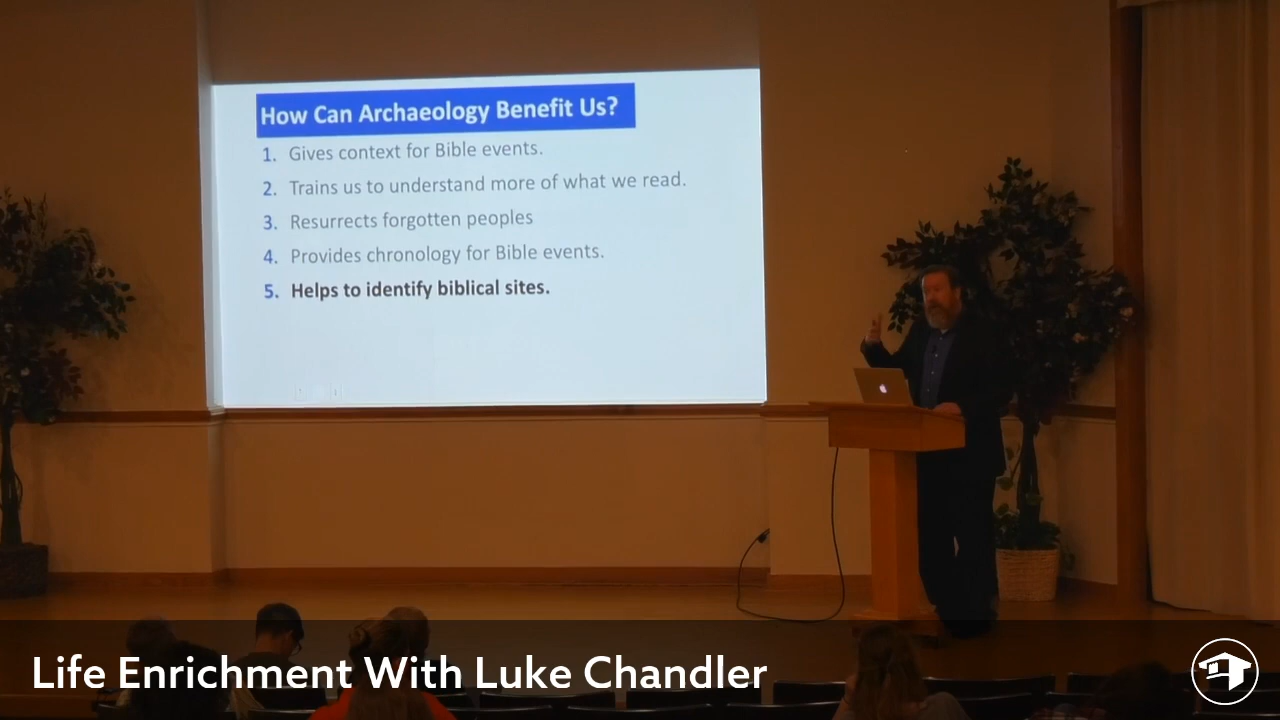 How Can Archaeology Benefit Us?
1. Gives context for Bible events.
2. Trains us to understand more of what we read.
3. Resurrects forgotten peoples
4. Provides chronology for Bible events.
5. Helps to identify biblical sites.
Life Enrichment With Luke Chandler